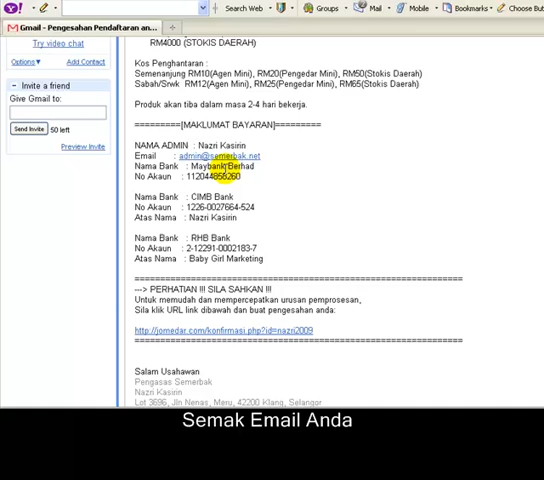 Search Web
Groups
Mail
Mobile
Bookmarks
Choose But
Gmail - Pengesahan Pendaftaran an...
Try video chat
Options
Add Contact
Invite a friend
Give Gmail to:
Send Invite 50 left
Preview Invite
RM4000 (STOKIS DAERAH)
Kos Penghantaran :
Semenanjung RM10(Agen Mini), RM20(Pengedar Mini), RM50(Stokis Daerah)
Sabah/Srwk RM12(Agen Mini), RM25(Pengedar Mini), RM65(Stokis Daerah)
Produk akan tiba dalam masa 2-4 hari bekerja.
=========[MAKLUMAT BAYARAN]=========
NAMA ADMIN : Nazri Kasirin
Email : admin@semerbak.net
Nama Bank : Maybank Berhad
No Akaun : 112044858260
Nama Bank : CIMB Bank
No Akaun : 1226-0027664-524
Atas Nama : Nazri Kasirin
Nama Bank : RHB Bank
No Akaun : 2-12291-0002183-7
Atas Nama : Baby Girl Marketing
=================================================================
---> PERHATIAN !!! SILA SAHKAN !!!
Untuk memudah dan mempercepatkan urusan pemprosesan,
Sila klik URL link dibawah dan buat pengesahan anda:
http://jomedar.com/konfirmasi.php?id=nazri2009
=================================================================
Salam Usahawan
Pengasas Semerbak
Nazri Kasirin
Lot 3696, Jln Nenas, Meru, 42200 Klang, Selangor
Semak Email Anda